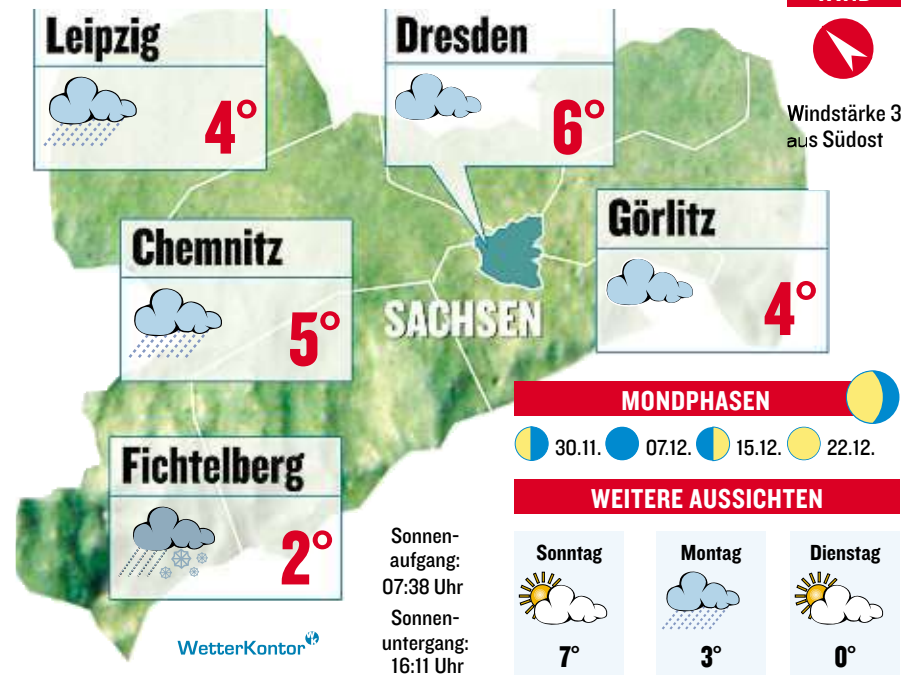 WIND
Windstärke 3
aus Südost
Leipzig
4°
Dresden
6°
Chemnitz
5°
Görlitz
4°
SACHSEN
Fichtelberg
2°
WetterKontor
Sonnen-
aufgang:
07:38 Uhr
Sonnen-
untergang:
16:11 Uhr
MONDPHASEN
30.11. 07.12. 15.12. 22.12.
WEITERE AUSSICHTEN
Sonntag Montag Dienstag
7° 3° 0°